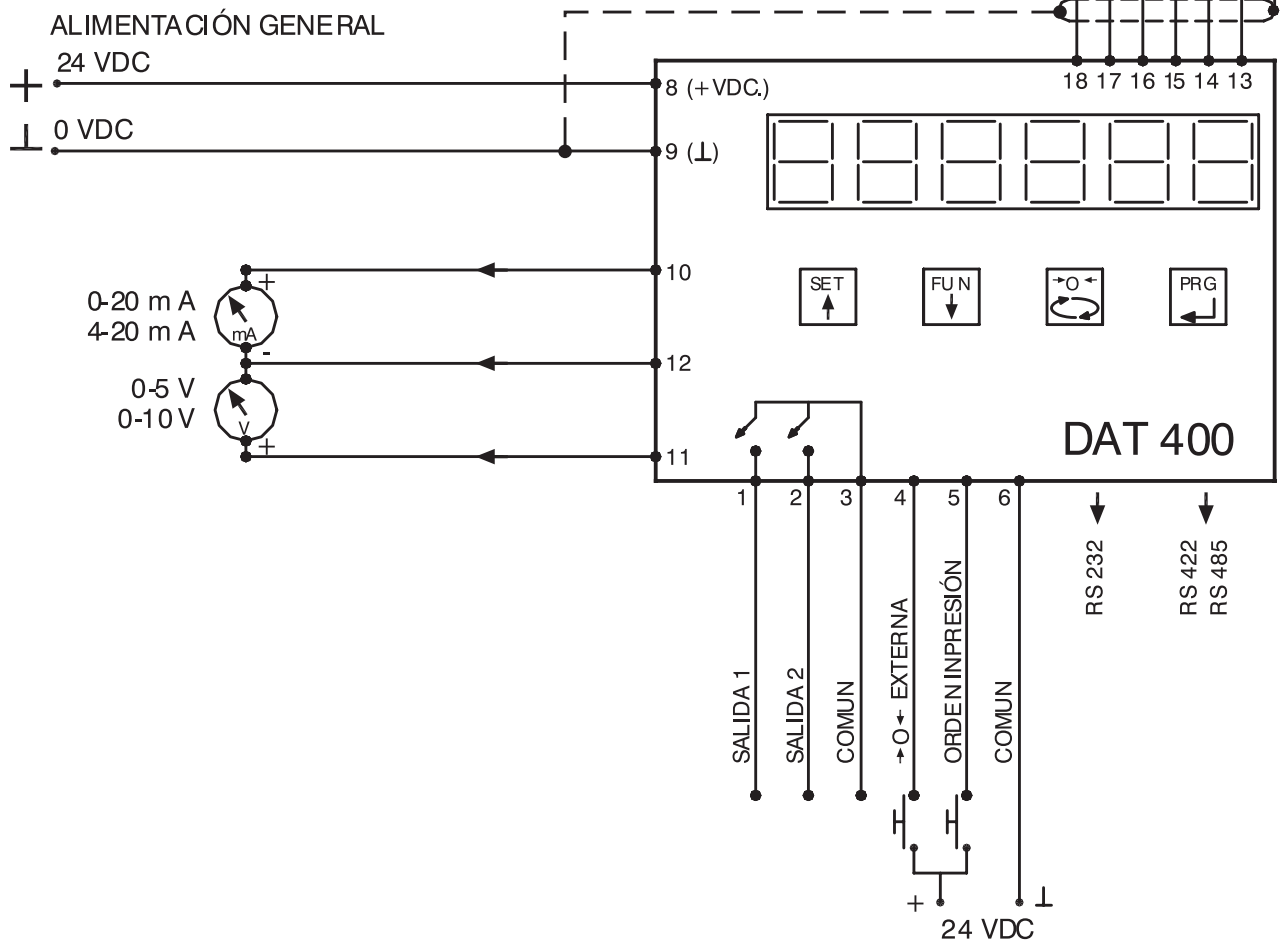 ALIMENTACIÓN GENERAL
24 VDC
+
0 VDC
8 (+VDC.)
9 (⊥)
18 17 16 15 14 13
10
12
11
+
0-20 mA
4-20 mA
mA
-
0-5 V
0-10 V
V
+
SET
FUN
→O←
PRG
DAT 400
1 2 3 4 5 6
SALIDA 1
SALIDA 2
COMUN
→O← EXTERNA
ORDEN INPRESIÓN
COMUN
RS 232
RS 422
RS 485
+
⊥
24 VDC